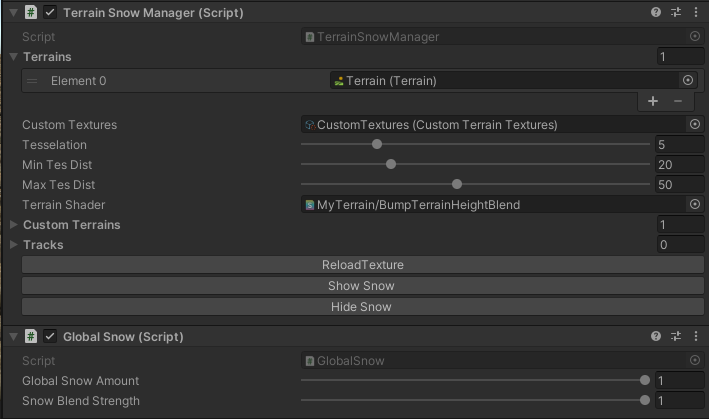 Terrain Snow Manager (Script)
Script TerrainSnowManager
Terrains 1
Element 0 Terrain (Terrain)
Custom Textures CustomTextures (Custom Terrain Textures)
Tesselation 5
Min Tes Dist 20
Max Tes Dist 50
Terrain Shader MyTerrain/BumpTerrainHeightBlend
Custom Terrains 1
Tracks 0
ReloadTexture
Show Snow
Hide Snow
Global Snow (Script)
Script GlobalSnow
Global Snow Amount 1
Snow Blend Strength 1